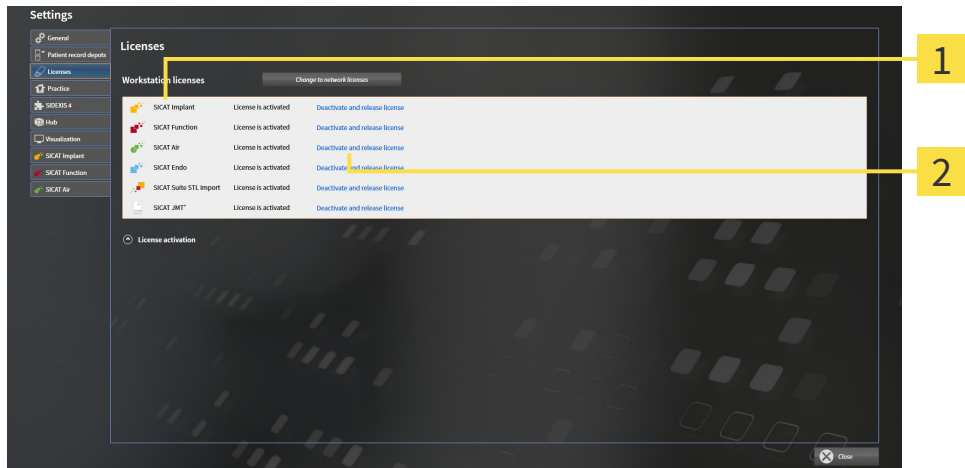 Settings
General
Patient record depots
Licenses
Practice
SIDEXIS 4
Hub
Visualization
SICAT Implant
SICAT Function
SICAT Air
Licenses
Workstation licenses
Change to network licenses
SICAT Implant License is activated Deactivate and release license
SICAT Function License is activated Deactivate and release license
SICAT Air License is activated Deactivate and release license
SICAT Endo License is activated Deactivate and release license
SICAT Suite STL Import License is activated Deactivate and release license
SICAT JMT⁺ License is activated Deactivate and release license
License activation
Close
1
2